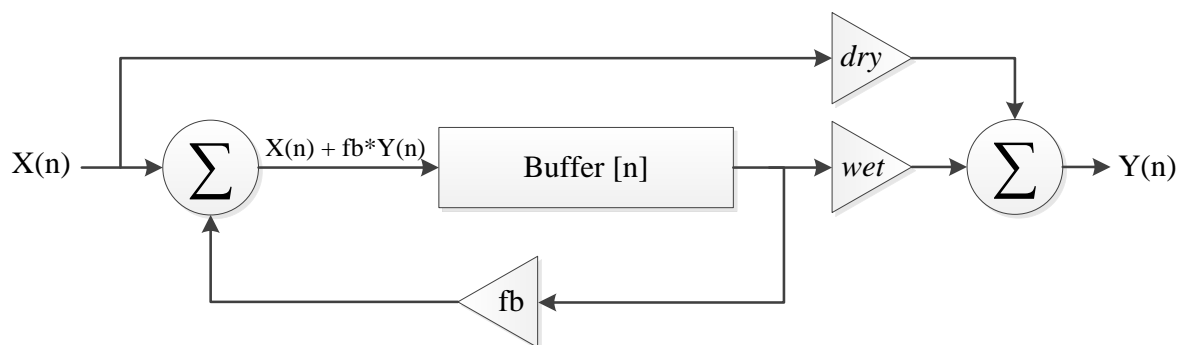 dry
X(n)
∑
X(n) + fb*Y(n)
Buffer [n]
wet
∑
Y(n)
fb